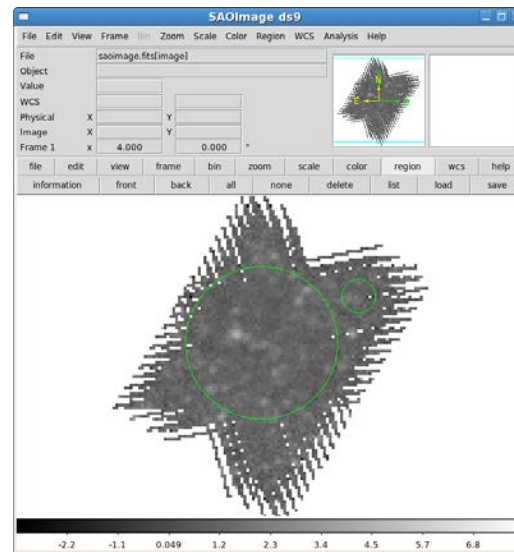 SAOImage ds9
File Edit View Frame Bin Zoom Scale Color Region WCS Analysis Help
File saoimage.fits[image]
Object
Value
WCS
Physical X Y
Image X Y
Frame 1 x 4.000 0.000 °
N
E
file edit view frame bin zoom scale color region wcs help
information front back all none delete list load save
-2.2 -1.1 0.049 1.2 2.3 3.4 4.5 5.7 6.8